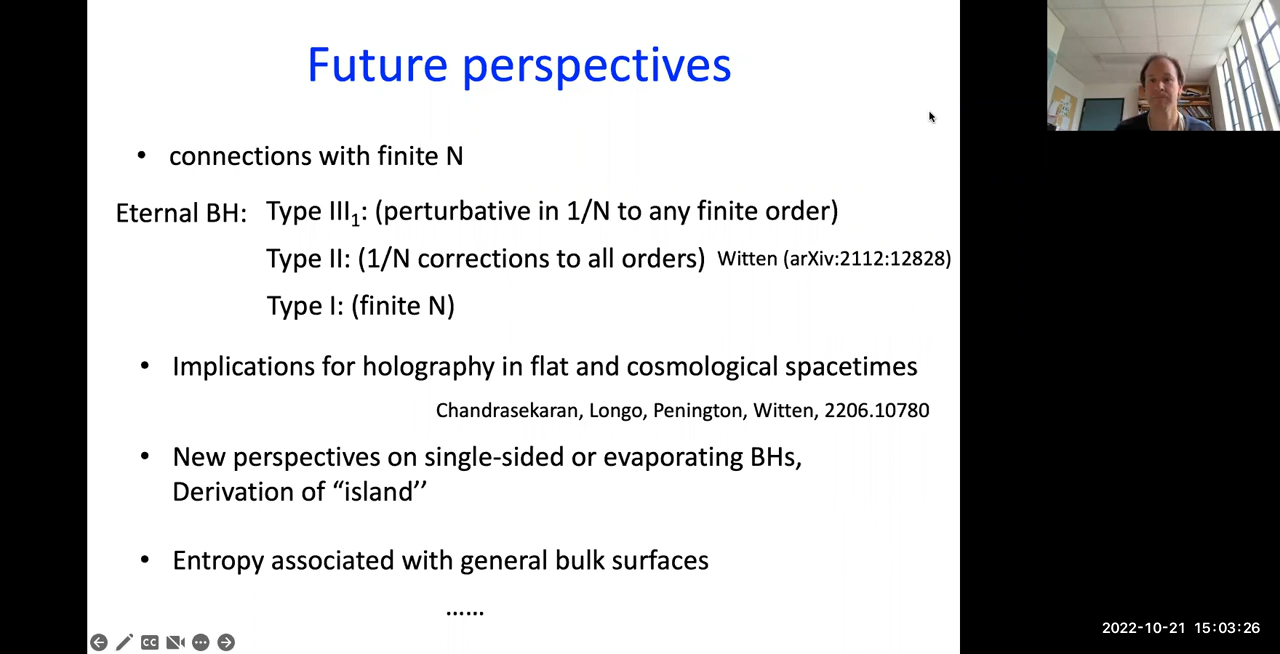 Future perspectives
• connections with finite N
Eternal BH: Type III₁: (perturbative in 1/N to any finite order)
Type II: (1/N corrections to all orders) Witten (arXiv:2112:12828)
Type I: (finite N)
• Implications for holography in flat and cosmological spacetimes
Chandrasekaran, Longo, Penington, Witten, 2206.10780
• New perspectives on single-sided or evaporating BHs,
Derivation of “island’’
• Entropy associated with general bulk surfaces
......
CC
2022-10-21 15:03:26